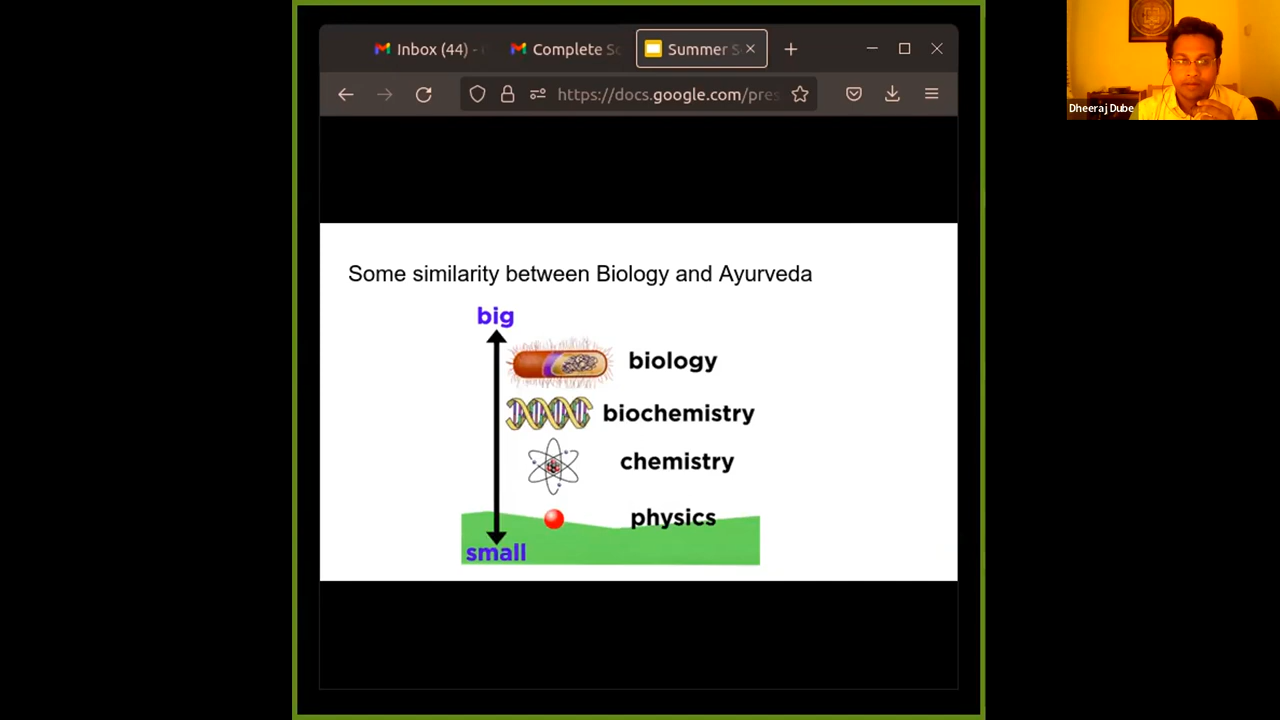 Inbox (44) -
Complete Sc
Summer S
https://docs.google.com/pres
Dheeraj Dube
Some similarity between Biology and Ayurveda
big
biology
biochemistry
chemistry
physics
small